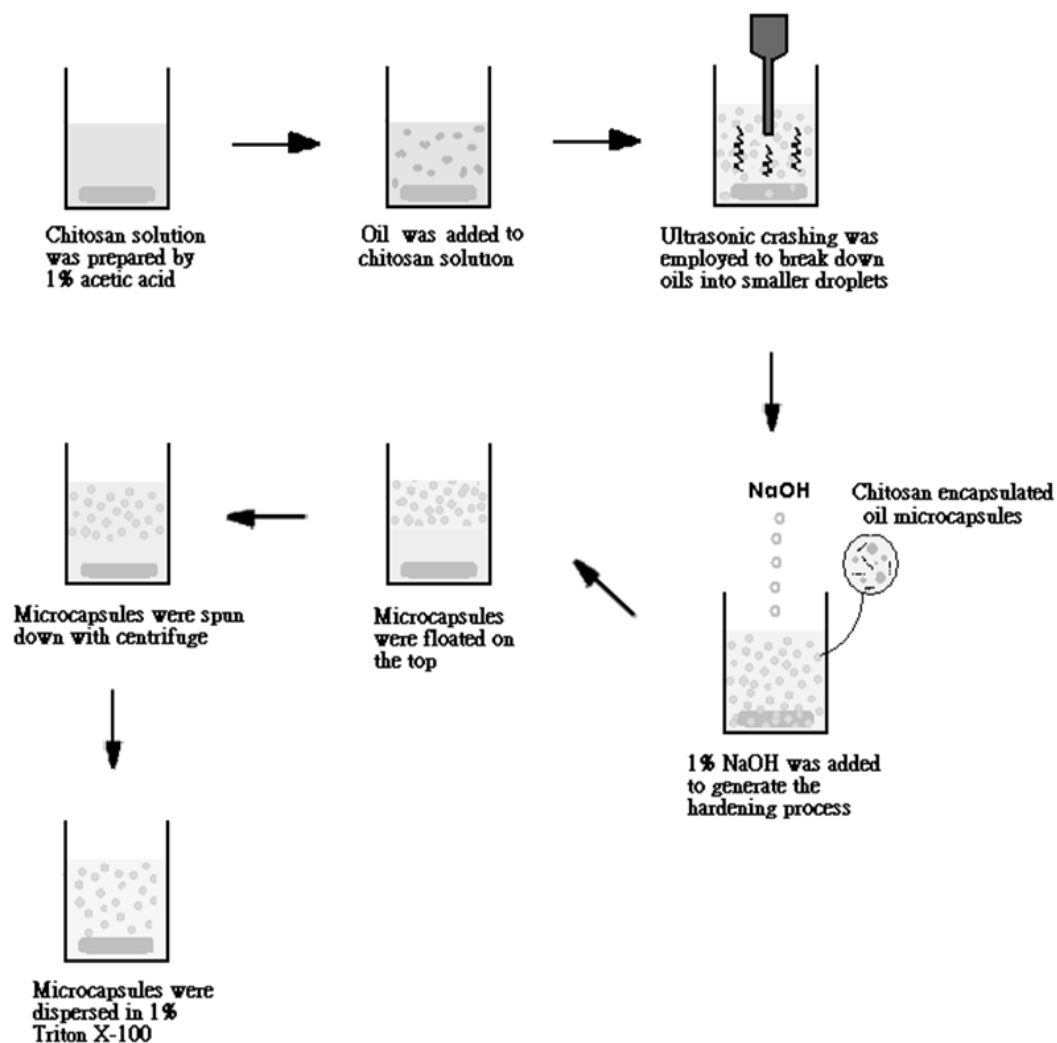 Chitosan solution
was prepared by
1% acetic acid
Oil was added to
chitosan solution
Ultrasonic crashing was
employed to break down
oils into smaller droplets
NaOH
Chitosan encapsulated
oil microcapsules
1% NaOH was added
to generate the
hardening process
Microcapsules
were floated on
the top
Microcapsules were spun
down with centrifuge
Microcapsules were
dispersed in 1%
Triton X-100